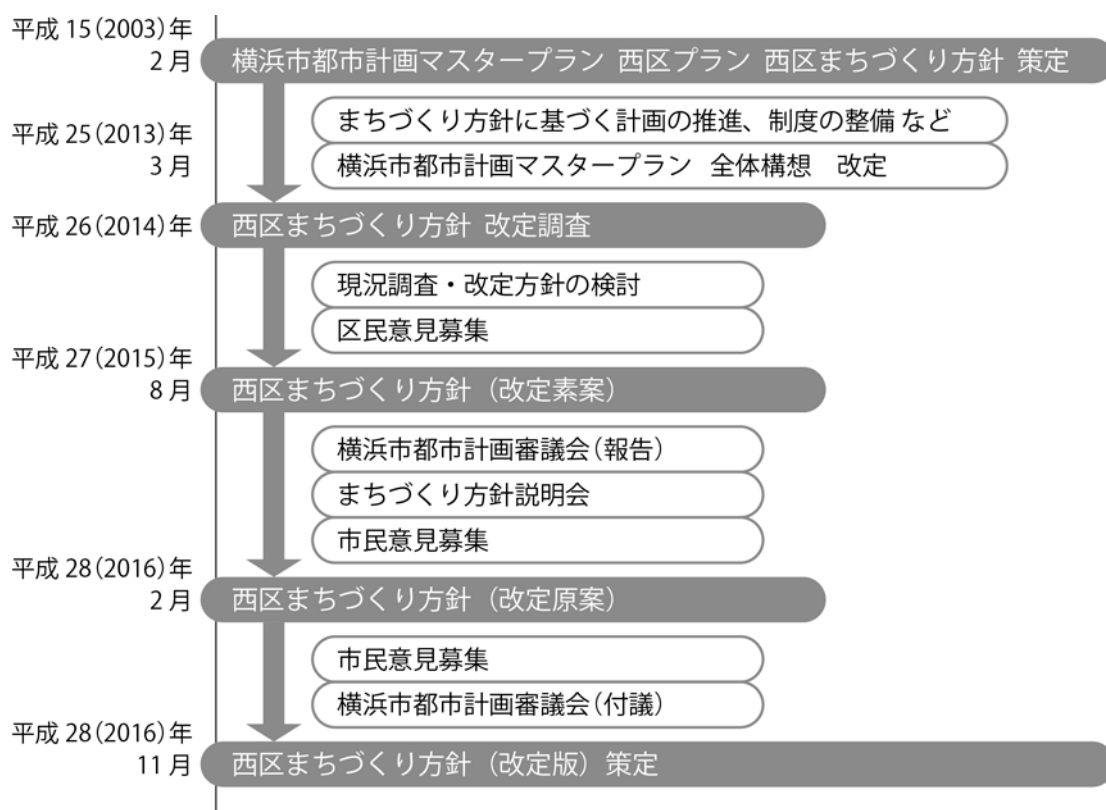 平成 15(2003)年
2 月
横浜市都市計画マスタープラン 西区プラン 西区まちづくり方針 策定
まちづくり方針に基づく計画の推進、制度の整備 など
平成 25(2013)年
3 月
横浜市都市計画マスタープラン 全体構想 改定
平成 26(2014)年
西区まちづくり方針 改定調査
現況調査・改定方針の検討
区民意見募集
平成 27(2015)年
8 月
西区まちづくり方針（改定素案）
横浜市都市計画審議会(報告)
まちづくり方針説明会
市民意見募集
平成 28(2016)年
2 月
西区まちづくり方針（改定原案）
市民意見募集
横浜市都市計画審議会(付議)
平成 28(2016)年
11 月
西区まちづくり方針（改定版）策定